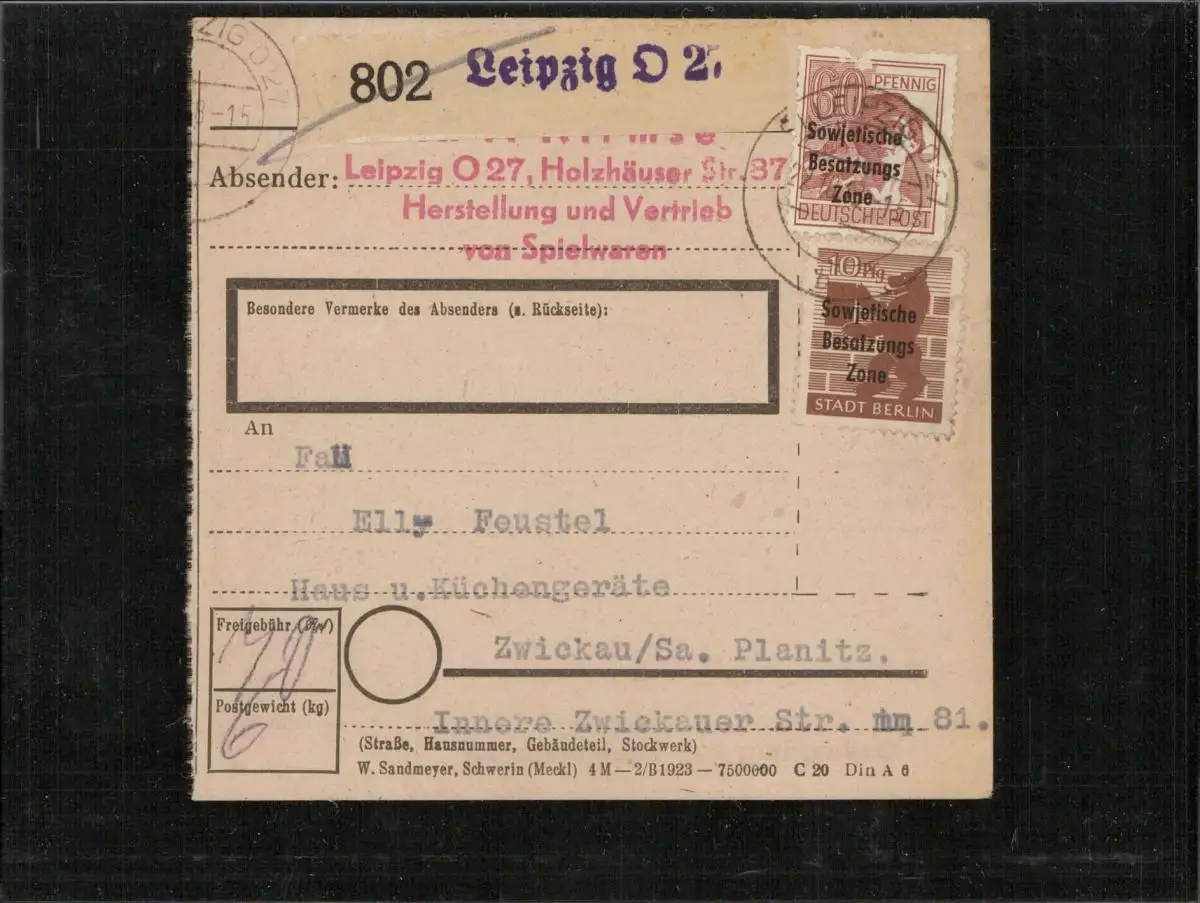 802 Leipzig O 2
60 PFENNIG
Sowjetische
Besatzungs
Zone
DEUTSCHE POST
Absender: Leipzig O 27, Holzhäuser Str. 37
Herstellung und Vertrieb
von Spielwaren
10 Pfg
Sowjetische
Besatzungs
Zone
STADT BERLIN
Besondere Vermerke des Absenders (s. Rückseite):
An
Elly Feustel
Haus u.Küchengeräte
Zwickau/Sa. Planitz.
Innere Zwickauer Str. 81.
Freigebühr
70
Postgewicht (kg)
6
(Straße, Hausnummer, Gebäudeteil, Stockwerk)
W. Sandmeyer, Schwerin (Meckl) 4 M — 2/B1923 — 7500000 C 20 Din A 6